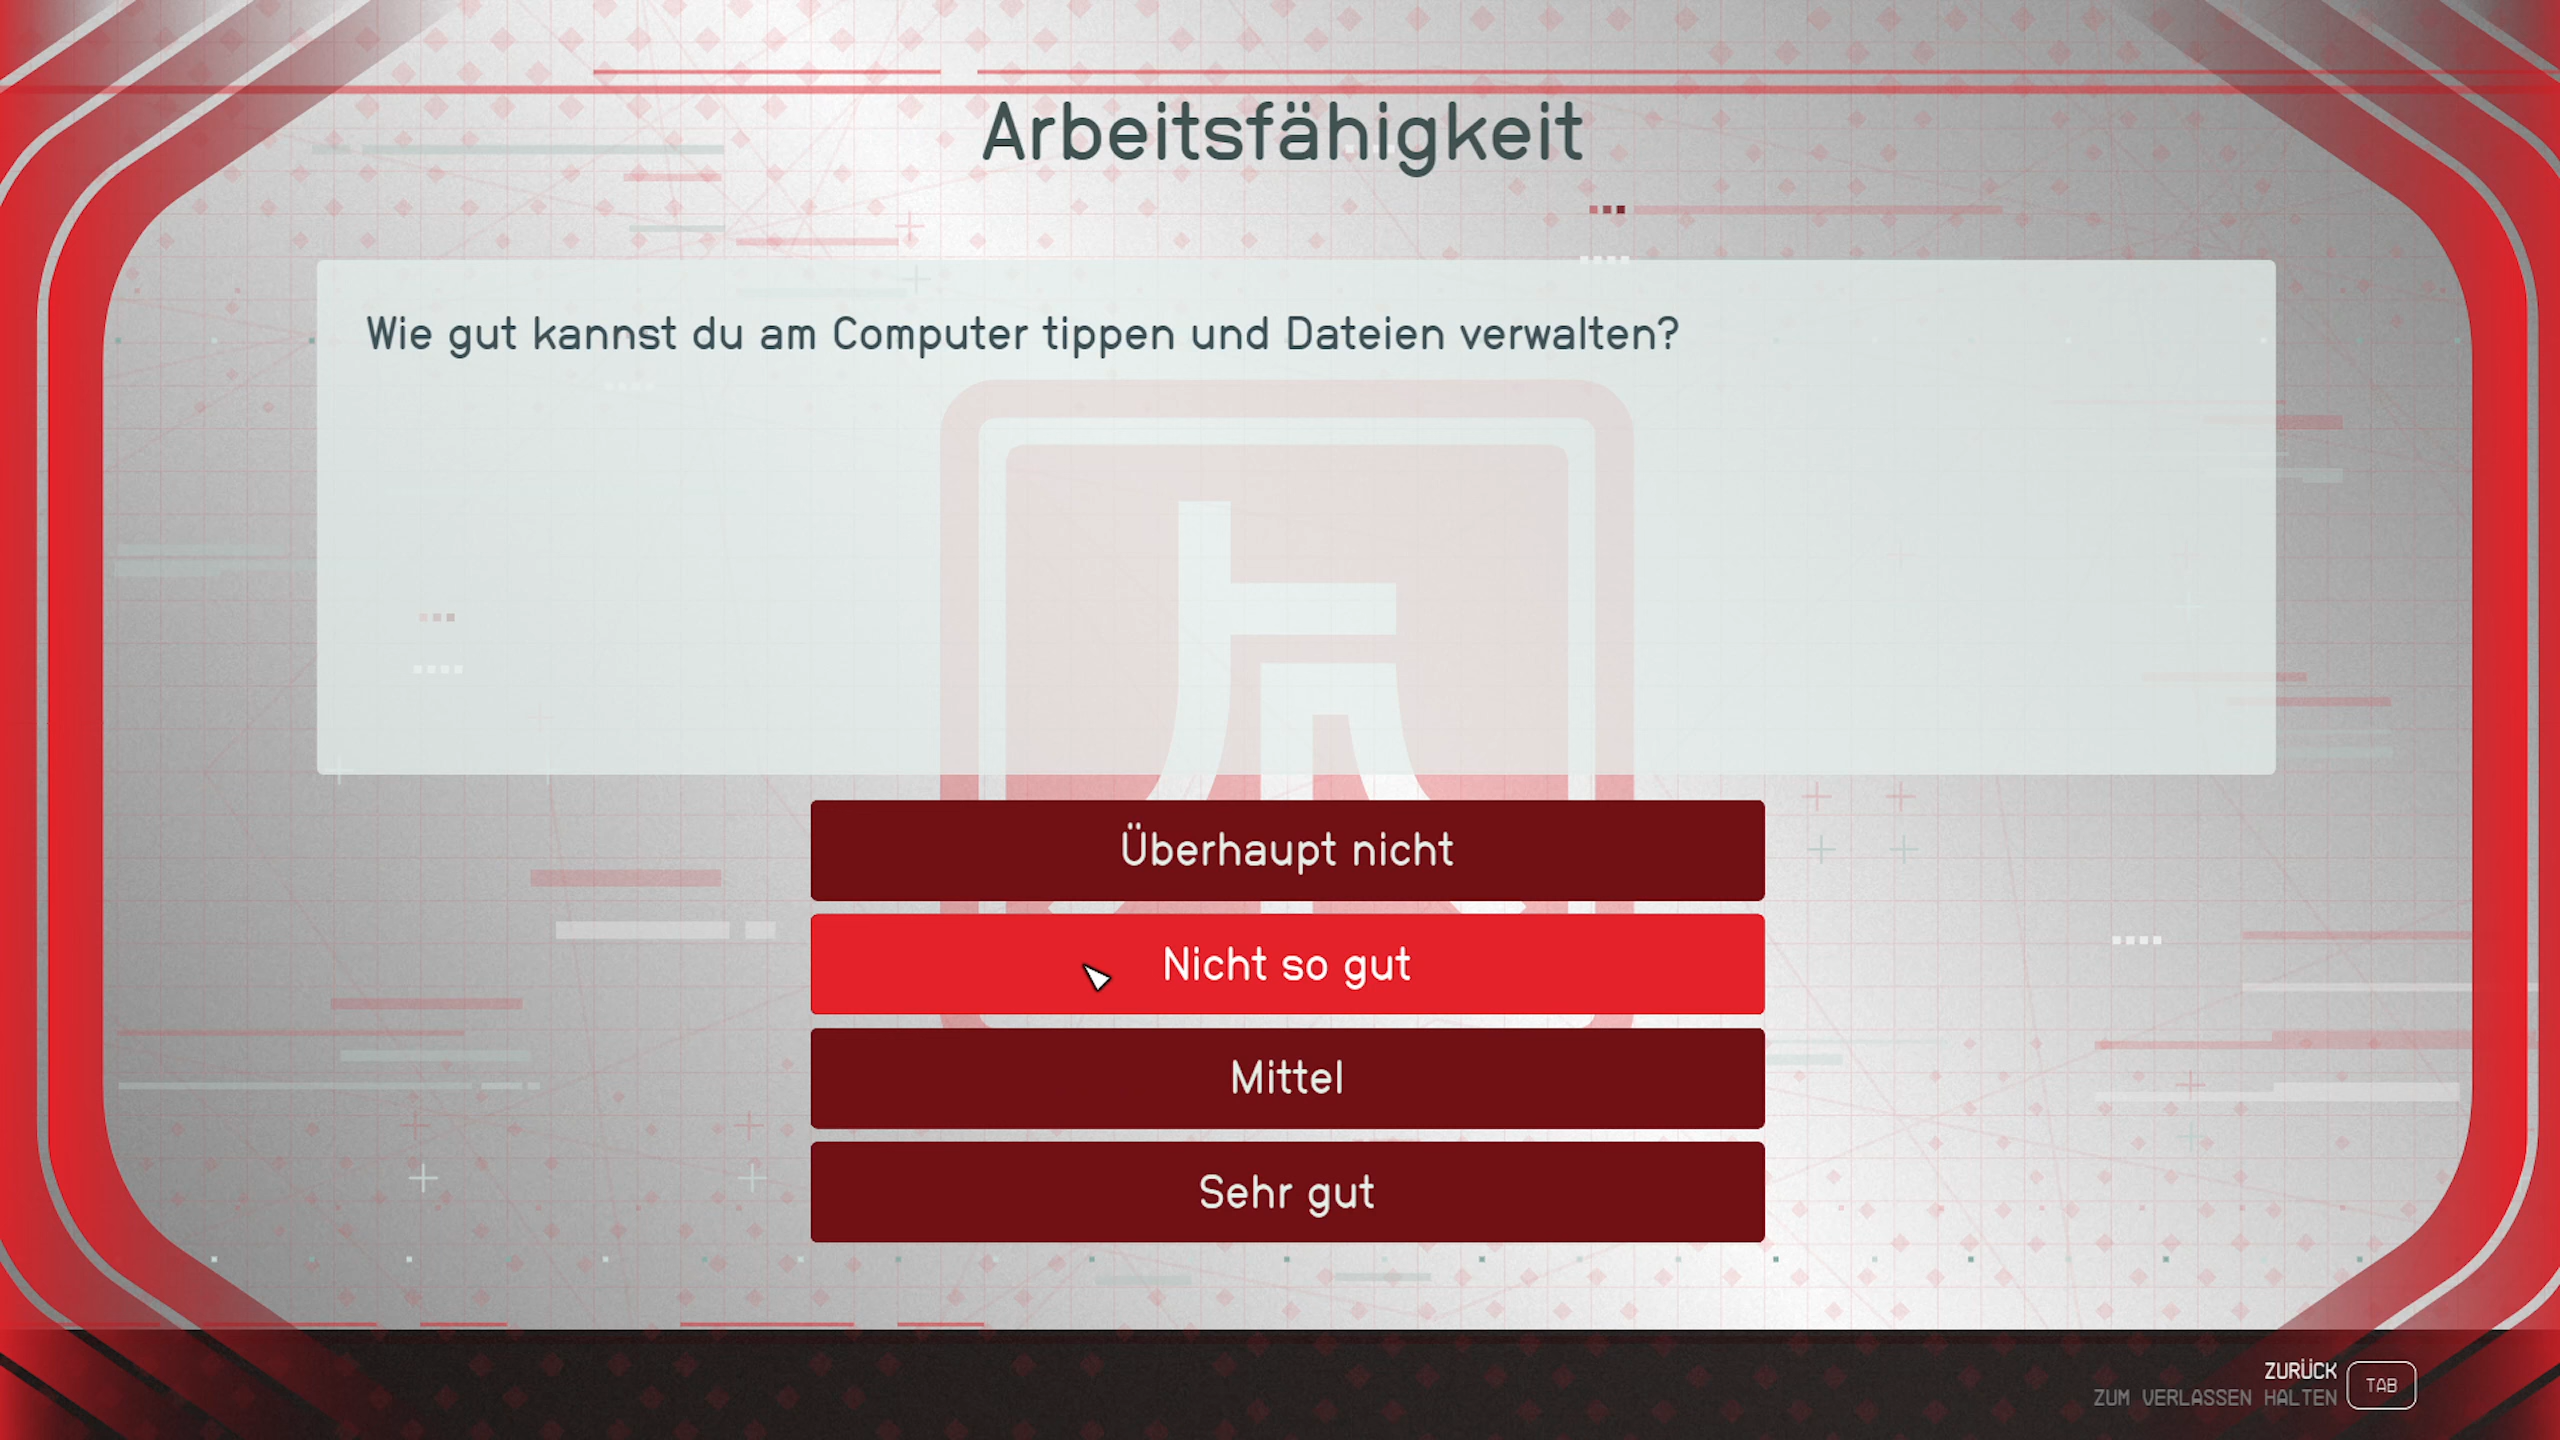 Arbeitsfähigkeit
Wie gut kannst du am Computer tippen und Dateien verwalten?
Überhaupt nicht
Nicht so gut
Mittel
Sehr gut
ZURÜCK
ZUM VERLASSEN HALTEN
TAB